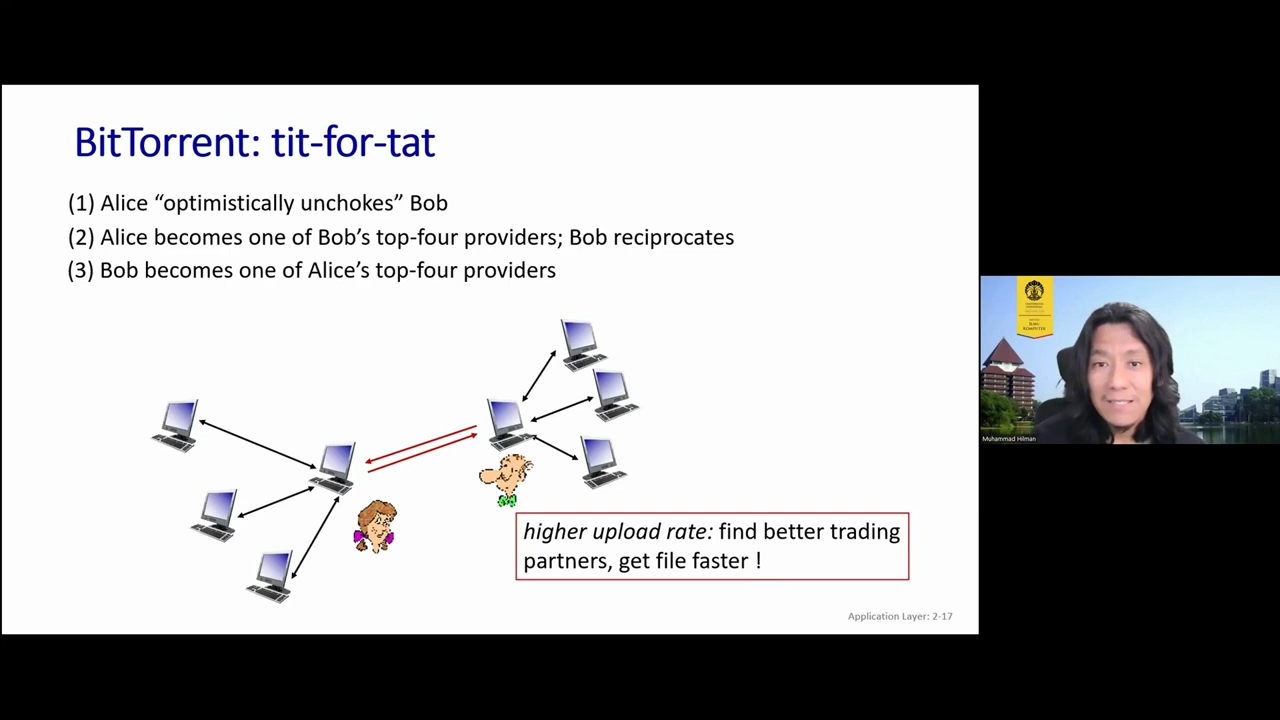 BitTorrent: tit-for-tat
(1) Alice “optimistically unchokes” Bob
(2) Alice becomes one of Bob’s top-four providers; Bob reciprocates
(3) Bob becomes one of Alice’s top-four providers
higher upload rate: find better trading
partners, get file faster !
Application Layer: 2-17
ILMU
KOMPUTER
Muhammad Hilman